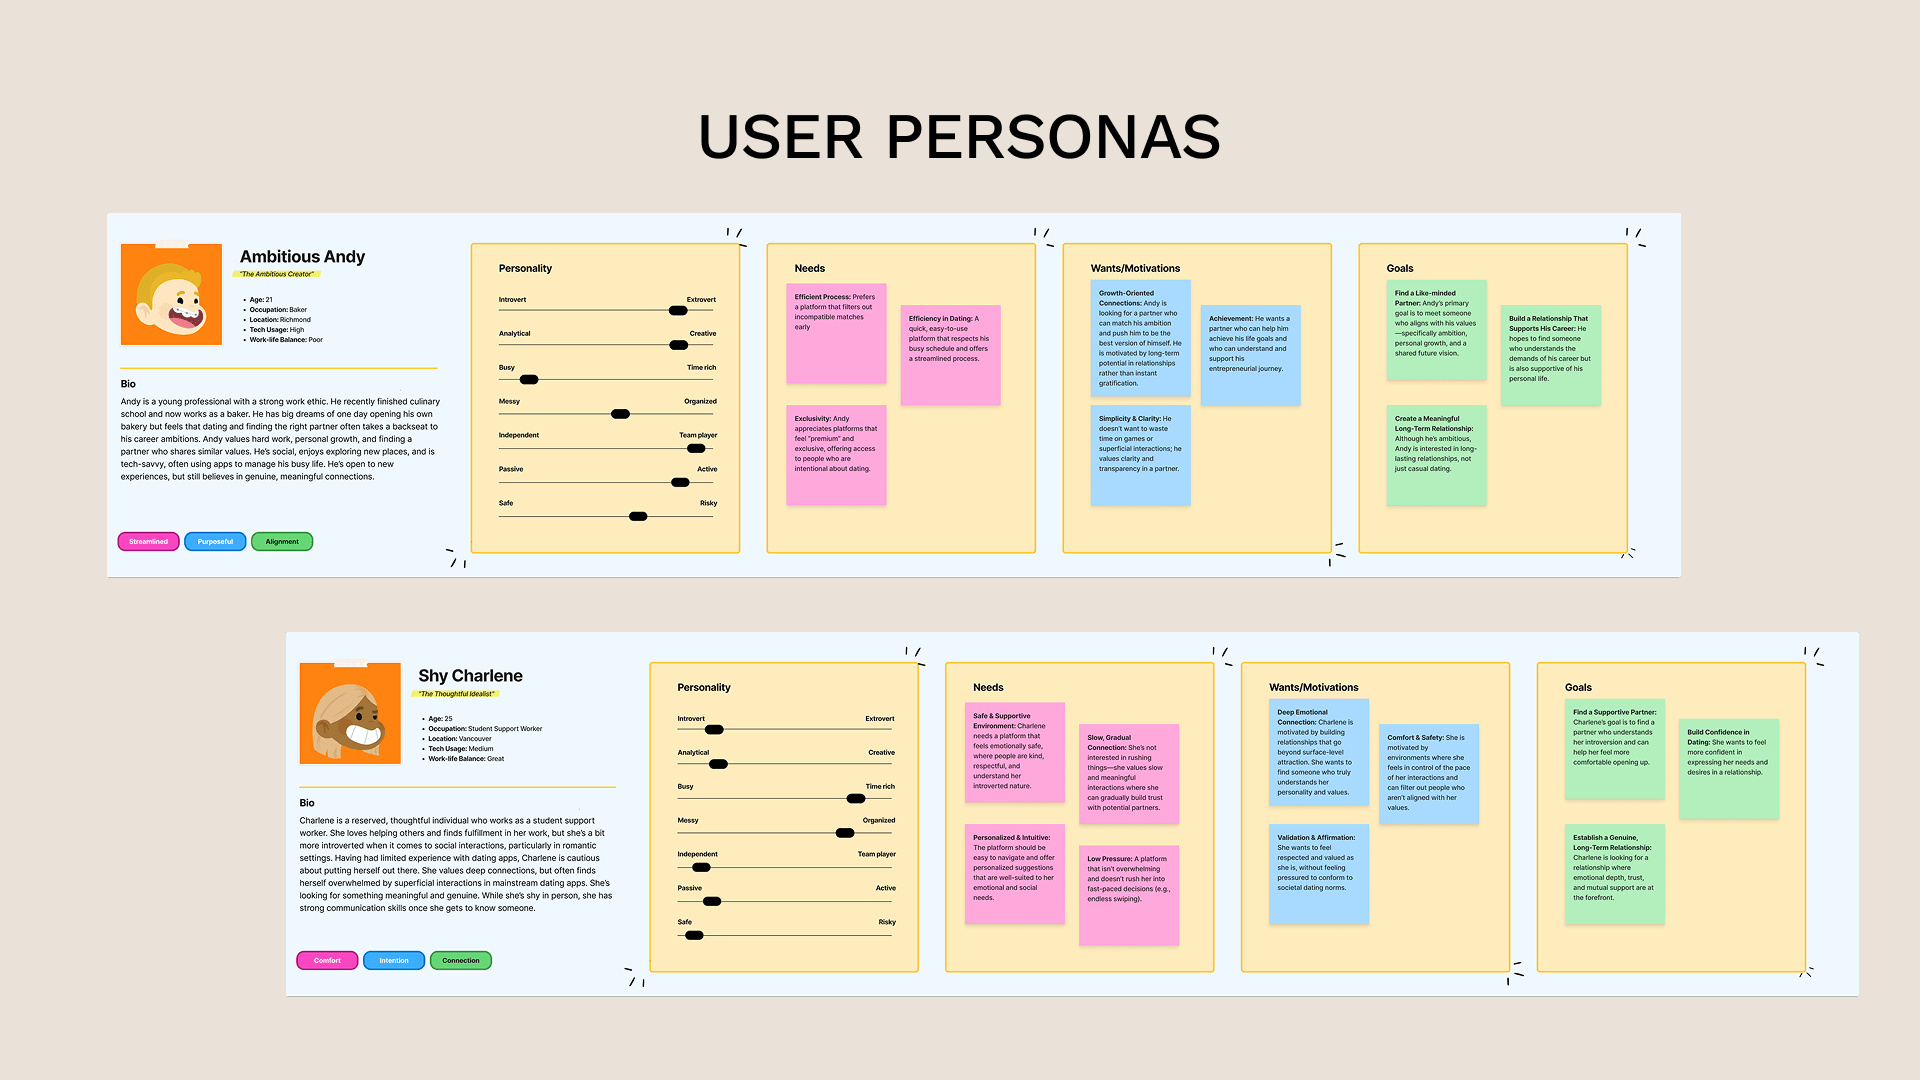 USER PERSONAS
Ambitious Andy
"The Ambitious Creator"
• Age: 21
• Occupation: Baker
• Location: Richmond
• Tech Usage: High
• Work-life Balance: Poor
Bio
Andy is a young professional with a strong work ethic. He recently finished culinary
school and now works as a baker. He has big dreams of one day opening his own
bakery but feels that dating and finding the right partner often takes a backseat to
his career ambitions. Andy values hard work, personal growth, and finding a
partner who shares similar values. He's social, enjoys exploring new places, and is
tech-savvy, often using apps to manage his busy life. He's open to new
experiences, but still believes in genuine, meaningful connections.
Streamlined
Purposeful
Alignment
Personality
Introvert Extrovert
Analytical Creative
Busy Time rich
Messy Organized
Independent Team player
Passive Active
Safe Risky
Needs
Efficient Process: Prefers
a platform that filters out
incompatible matches
early
Efficiency in Dating: A
quick, easy-to-use
platform that respects his
busy schedule and offers
a streamlined process.
Exclusivity: Andy
appreciates platforms that
feel "premium" and
exclusive, offering access
to people who are
intentional about dating.
Wants/Motivations
Growth-Oriented
Connections: Andy is
looking for a partner who
can match his ambition
and push him to be the
best version of himself. He
is motivated by long-term
potential in relationships
rather than instant
gratification.
Achievement: He wants a
partner who can help him
achieve his life goals and
who can understand and
support his
entrepreneurial journey.
Simplicity & Clarity: He
doesn't want to waste
time on games or
superficial interactions; he
values clarity and
transparency in a partner.
Goals
Find a Like-minded
Partner: Andy's primary
goal is to meet someone
who aligns with his values
—specifically ambition,
personal growth, and a
shared future vision.
Build a Relationship That
Supports His Career: He
hopes to find someone
who understands the
demands of his career but
is also supportive of his
personal life.
Create a Meaningful
Long-Term Relationship:
Although he's ambitious,
Andy is interested in long-
lasting relationships, not
just casual dating.
Shy Charlene
"The Thoughtful Idealist"
• Age: 25
• Occupation: Student Support Worker
• Location: Vancouver
• Tech Usage: Medium
• Work-life Balance: Great
Bio
Charlene is a reserved, thoughtful individual who works as a student support
worker. She loves helping others and finds fulfillment in her work, but she's a bit
more introverted when it comes to social interactions, particularly in romantic
settings. Having had limited experience with dating apps, Charlene is cautious
about putting herself out there. She values deep connections, but often finds
herself overwhelmed by superficial interactions in mainstream dating apps. She's
looking for something meaningful and genuine. While she's shy in person, she has
strong communication skills once she gets to know someone.
Comfort
Intention
Connection
Personality
Introvert Extrovert
Analytical Creative
Busy Time rich
Messy Organized
Independent Team player
Passive Active
Safe Risky
Needs
Safe & Supportive
Environment: Charlene
needs a platform that
feels emotionally safe,
where people are kind,
respectful, and
understand her
introverted nature.
Slow, Gradual
Connection: She's not
interested in rushing
things—she values slow
and meaningful
interactions where she
can gradually build trust
with potential partners.
Personalized & Intuitive:
The platform should be
easy to navigate and offer
personalized suggestions
that are well-suited to her
emotional and social
needs.
Low Pressure: A platform
that isn't overwhelming
and doesn't rush her into
fast-paced decisions (e.g.,
endless swiping).
Wants/Motivations
Deep Emotional
Connection: Charlene is
motivated by building
relationships that go
beyond surface-level
attraction. She wants to
find someone who truly
understands her
personality and values.
Comfort & Safety: She is
motivated by
environments where she
feels in control of the pace
of her interactions and
can filter out people who
aren't aligned with her
values.
Validation & Affirmation:
She wants to feel
respected and valued as
she is, without feeling
pressured to conform to
societal dating norms.
Goals
Find a Supportive Partner:
Charlene's goal is to find a
partner who understands
her introversion and can
help her feel more
comfortable opening up.
Build Confidence in
Dating: She wants to feel
more confident in
expressing her needs and
desires in a relationship.
Establish a Genuine,
Long-Term Relationship:
Charlene is looking for a
relationship where
emotional depth, trust,
and mutual support are at
the forefront.